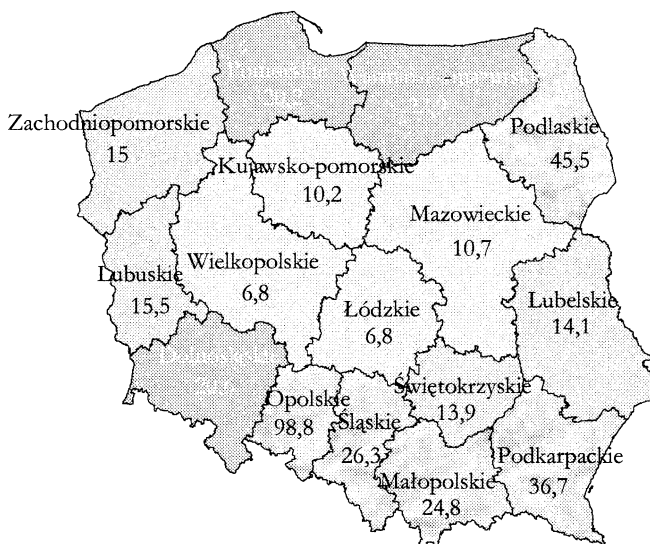 Pomorskie
Zachodniopomorskie
15
Podlaskie
45,5
Kujawsko-pomorskie
10,2
Mazowieckie
10,7
Wielkopolskie
6,8
Lubuskie
15,5
Łódzkie
6,8
Lubelskie
14,1
Opolskie
98,8
Śląskie
26,3
Świętokrzyskie
13,9
Małopolskie
24,8
Podkarpackie
36,7